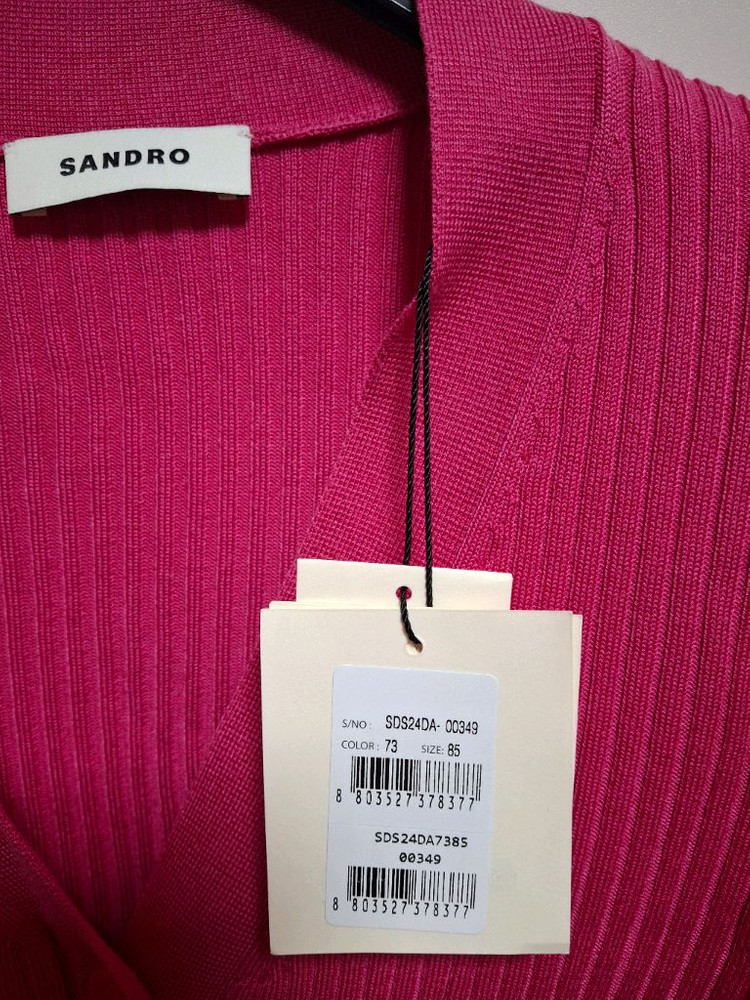 SANDRO
S/NO : SDS24DA- 00349
COLOR : 73 SIZE: 85
8 803527 378377
SDS24DA7385
00349
8 803527 378377